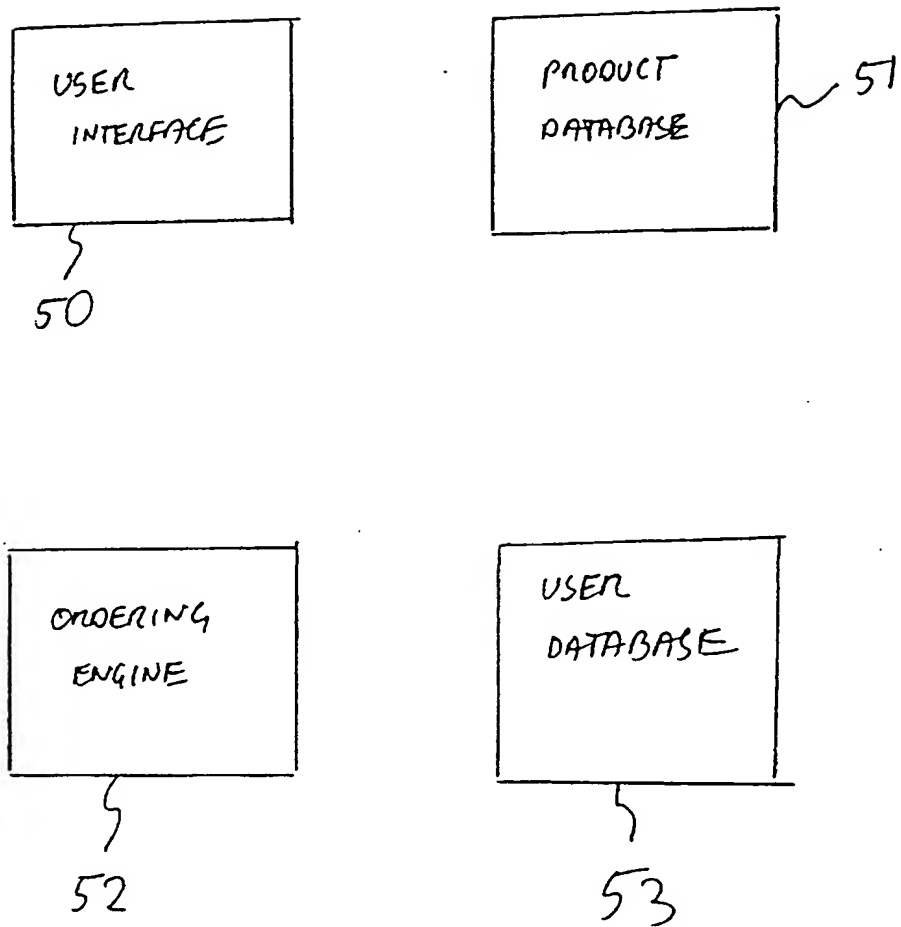 USER
INTERFACE
50
PRODUCT
DATABASE
51
ORDERING
ENGINE
52
USER
DATABASE
53